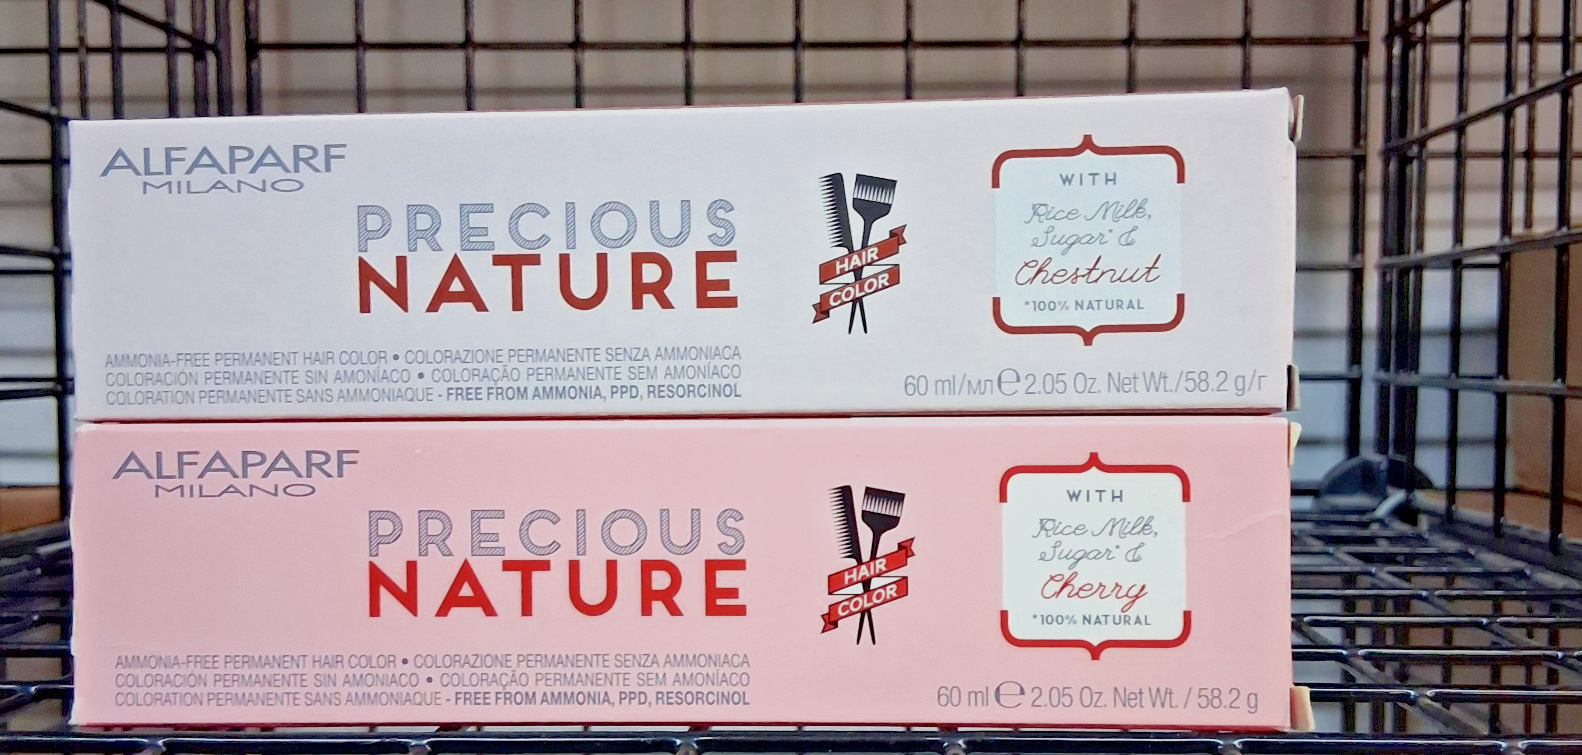 ALFAPARF
MILANO
PRECIOUS
NATURE
HAIR
COLOR
WITH
Rice Milk,
Sugar* &
Chestnut
*100% NATURAL
AMMONIA-FREE PERMANENT HAIR COLOR • COLORAZIONE PERMANENTE SENZA AMMONIACA
COLORACIÓN PERMANENTE SIN AMONÍACO • COLORAÇÃO PERMANENTE SEM AMONÍACO
COLORATION PERMANENTE SANS AMMONIAQUE - FREE FROM AMMONIA, PPD, RESORCINOL
60 ml/мл ℮ 2.05 Oz. Net Wt./58.2 g/г
ALFAPARF
MILANO
PRECIOUS
NATURE
HAIR
COLOR
WITH
Rice Milk,
Sugar* &
Cherry
*100% NATURAL
AMMONIA-FREE PERMANENT HAIR COLOR • COLORAZIONE PERMANENTE SENZA AMMONIACA
COLORACIÓN PERMANENTE SIN AMONIACO • COLORAÇÃO PERMANENTE SEM AMONÍACO
COLORATION PERMANENTE SANS AMMONIAQUE - FREE FROM AMMONIA, PPD, RESORCINOL
60 ml ℮ 2.05 Oz. Net Wt. / 58.2 g